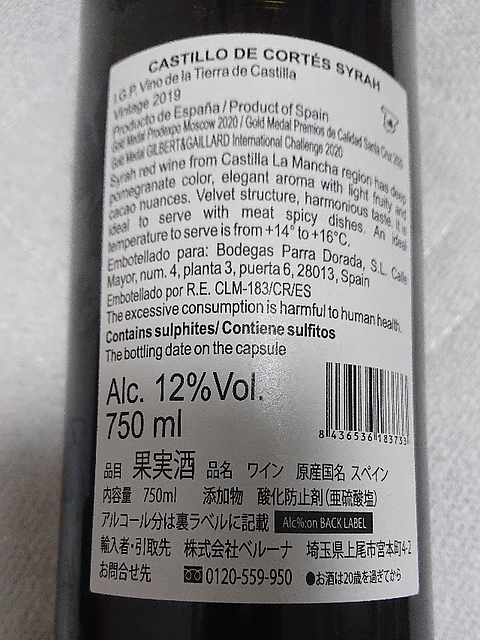 CASTILLO DE CORTÉS SYRAH
I.G.P. Vino de la Tierra de Castilla
Vintage 2019
Producto de España / Product of Spain
Gold Medal Prodexpo Moscow 2020 / Gold Medal Premios de Calidad Santa Cruz 2020
Gold Medal GILBERT&GAILLARD International Challenge 2020
Syrah red wine from Castilla La Mancha region has deep
pomegranate color, elegant aroma with light fruity and
cacao nuances. Velvet structure, harmonious taste. It is
ideal to serve with meat spicy dishes. An ideal
temperature to serve is from +14° to +16°C.
Embotellado para: Bodegas Parra Dorada, S.L. Calle
Mayor, num. 4, planta 3, puerta 6, 28013, Spain
Embotellado por R.E. CLM-183/CR/ES
The excessive consumption is harmful to human health.
Contains sulphites/ Contiene sulfitos
The bottling date on the capsule
Alc. 12%Vol.
750 ml
8 436536 183733
品目 果実酒 品名 ワイン 原産国名 スペイン
内容量 750ml 添加物 酸化防止剤(亜硫酸塩)
アルコール分は裏ラベルに記載 Alc%:on BACK LABEL
輸入者・引取先 株式会社ベルーナ 埼玉県上尾市宮本町4-2
お問合せ先 0120-559-950 ●お酒は20歳を過ぎてから